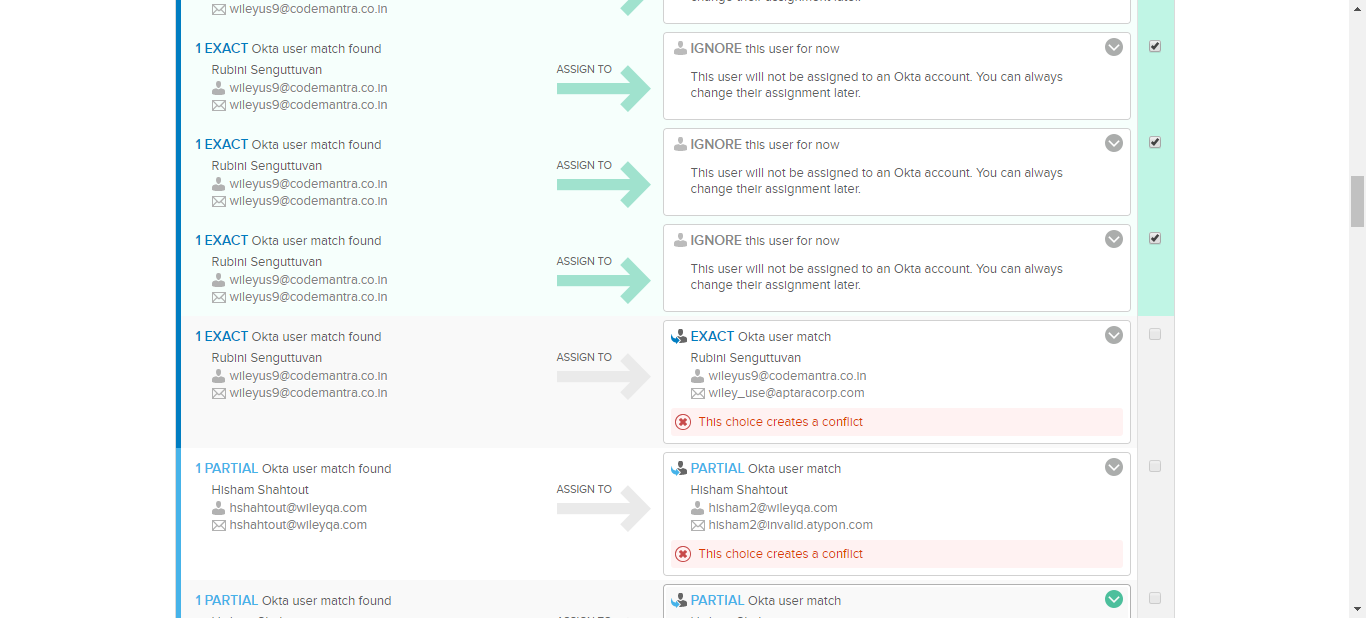 wileyus9@codemantra.co.in
change their assignment later.
1 EXACT Okta user match found
Rubini Senguttuvan
wileyus9@codemantra.co.in
wileyus9@codemantra.co.in
ASSIGN TO
IGNORE this user for now
This user will not be assigned to an Okta account. You can always
change their assignment later.
1 EXACT Okta user match found
Rubini Senguttuvan
wileyus9@codemantra.co.in
wileyus9@codemantra.co.in
ASSIGN TO
IGNORE this user for now
This user will not be assigned to an Okta account. You can always
change their assignment later.
1 EXACT Okta user match found
Rubini Senguttuvan
wileyus9@codemantra.co.in
wileyus9@codemantra.co.in
ASSIGN TO
IGNORE this user for now
This user will not be assigned to an Okta account. You can always
change their assignment later.
1 EXACT Okta user match found
Rubini Senguttuvan
wileyus9@codemantra.co.in
wileyus9@codemantra.co.in
ASSIGN TO
EXACT Okta user match
Rubini Senguttuvan
wileyus9@codemantra.co.in
wiley_use@aptaracorp.com
This choice creates a conflict
1 PARTIAL Okta user match found
Hisham Shahtout
hshahtout@wileyqa.com
hshahtout@wileyqa.com
ASSIGN TO
PARTIAL Okta user match
Hisham Shahtout
hisham2@wileyqa.com
hisham2@invalid.atypon.com
This choice creates a conflict
1 PARTIAL Okta user match found
PARTIAL Okta user match